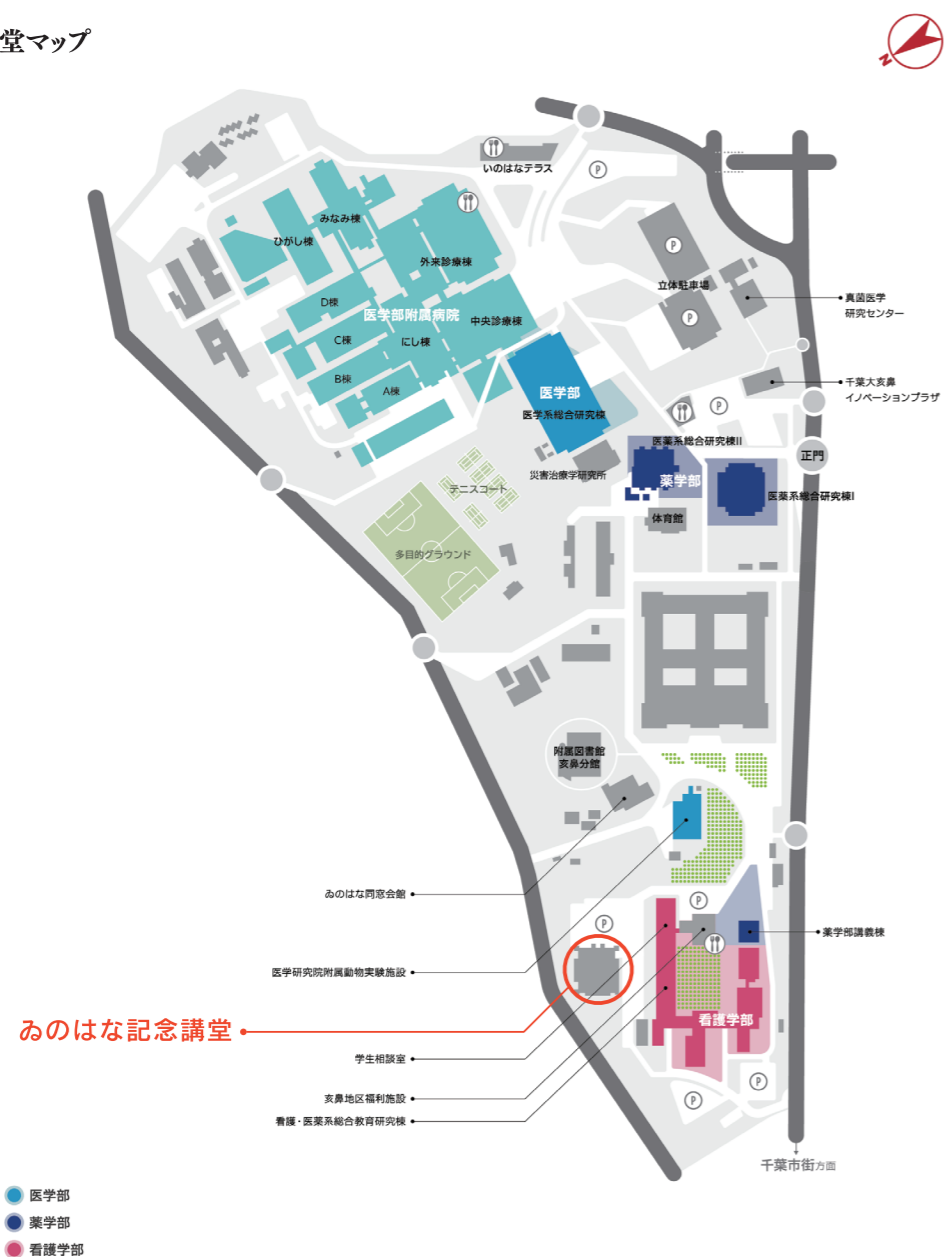 堂マップ
N
いのはなテラス
P
みなみ棟
ひがし棟
外来診療棟
P
立体駐車場
P
真菌医学
研究センター
D棟
医学部附属病院
中央診療棟
C棟
にし棟
B棟
A棟
医学部
医学系総合研究棟
千葉大亥鼻
イノベーションプラザ
P
医薬系総合研究棟II
正門
災害治療学研究所
薬学部
テニスコート
医薬系総合研究棟I
体育館
多目的グラウンド
附属図書館
亥鼻分館
ゐのはな同窓会館
P
P
薬学部講義棟
医学研究院附属動物実験施設
ゐのはな記念講堂
看護学部
学生相談室
亥鼻地区福利施設
P
P
看護・医薬系総合教育研究棟
千葉市街方面
医学部
薬学部
看護学部